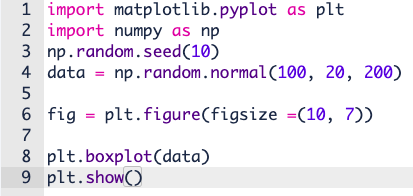 1 import matplotlib.pyplot as plt
2 import numpy as np
3 np.random.seed(10)
4 data = np.random.normal(100, 20, 200)
5
6 fig = plt.figure(figsize =(10, 7))
7
8 plt.boxplot(data)
9 plt.show()